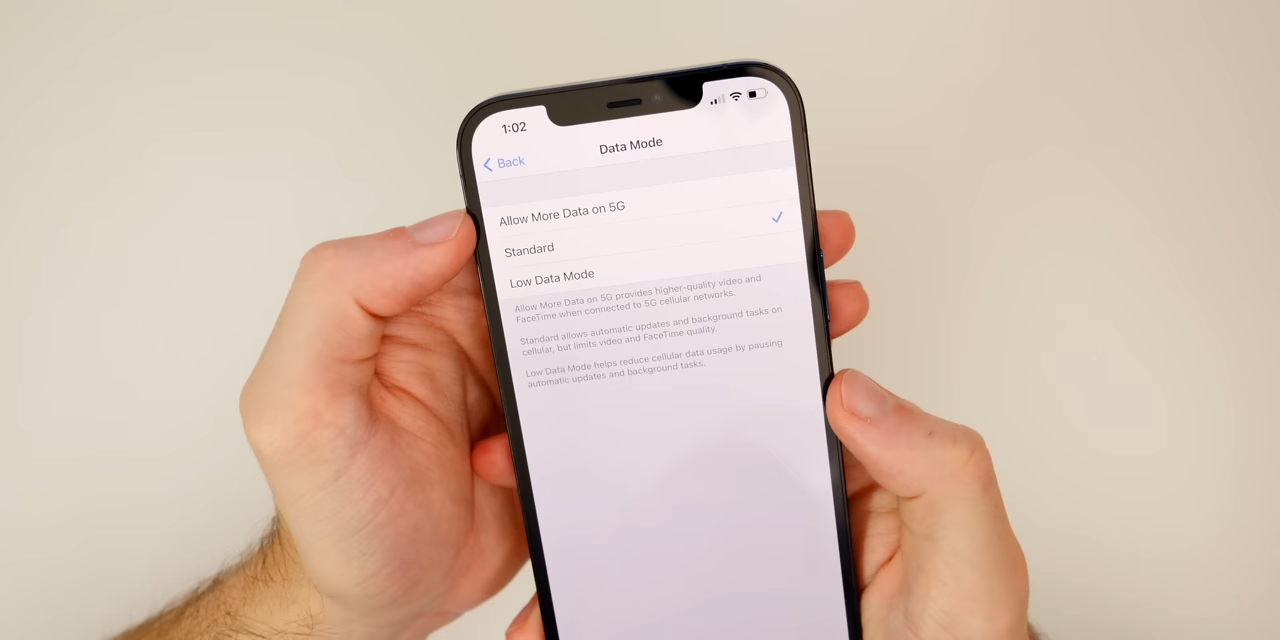 1:02
Back
Data Mode
Allow More Data on 5G
Standard
Low Data Mode
Allow More Data on 5G provides higher-quality video and
FaceTime when connected to 5G cellular networks.
Standard allows automatic updates and background tasks on
cellular, but limits video and FaceTime quality.
Low Data Mode helps reduce cellular data usage by pausing
automatic updates and background tasks.